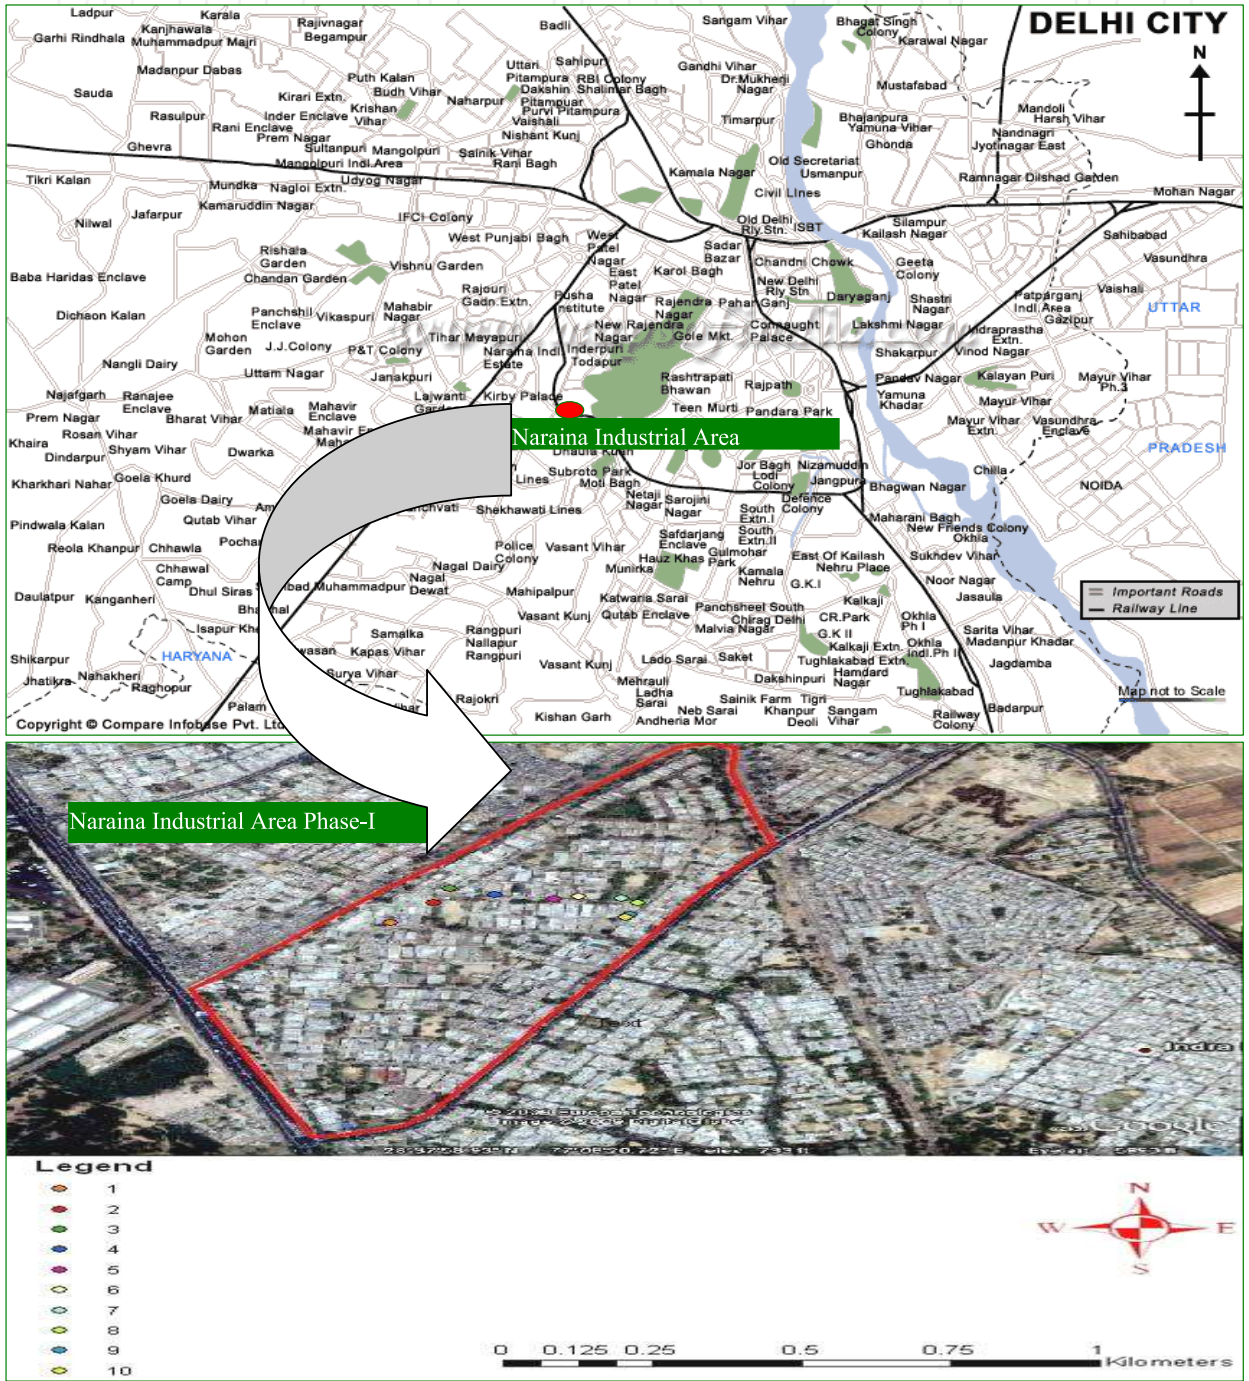 DELHI CITY
N
Ladpur
Karala
Kanjhawala
Garhi Rindhala
Muhammadpur Majri
Rajivnagar
Begampur
Badli
Sangam Vihar
Bhagat Singh
Colony
Karawal Nagar
Madanpur Dabas
Puth Kalan
Budh Vihar
Uttari
Pitampura
Dakshin
Pitampuar
Sahipur
RBI Colony
Shalimar Bagh
Purvi Pitampura
Vaishali
Nishant Kunj
Gandhi Vihar
Dr.Mukherji
Nagar
Mustafabad
Sauda
Kirari Extn.
Krishan
Vihar
Naharpur
Mandoli
Harsh Vihar
Rasulpur
Inder Enclave
Rani Enclave
Prem Nagar
Timarpur
Bhajanpura
Yamuna Vihar
Nandnagri
Jyotinagar East
Ghevra
Sultanpuri
Mangolpuri
Mangolpuri Indl.Area
Sainik Vihar
Rani Bagh
Ghonda
Old Secretariat
Usmanpur
Tikri Kalan
Mundka
Nagloi Extn.
Udyog Nagar
Kamala Nagar
Civil Lines
Ramnagar
Dilshad Garden
Mohan Nagar
Nilwal
Jafarpur
Kamaruddin Nagar
IFCI Colony
Old Delhi
Rly.Stn.
ISBT
Silampur
Kailash Nagar
Sahibabad
West Punjabi Bagh
West
Patel
Nagar
Sadar
Bazar
Chandni Chowk
Rishala
Garden
Vishnu Garden
East
Patel
Nagar
Karol Bagh
Geeta
Colony
Vasundhra
Baba Haridas Enclave
Chandan Garden
Rajouri
Gadn.Extn.
Pusha
Institute
New Delhi
Rly Stn
Daryaganj
Shastri
Nagar
Patparganj
Indl.Area
Vaishali
Gazipur
UTTAR
Dichaon Kalan
Panchshil
Enclave
Vikaspuri
Mahabir
Nagar
Rajendra
Nagar
Pahar Ganj
Mohon
Garden
J.J.Colony
P&T Colony
Tihar
Mayapuri
Naraina Indl.
Estate
New Rajendra
Nagar
Inderpuri
Todapur
Gole Mkt.
Connaught
Palace
Lakshmi Nagar
Indraprastha
Extn.
Nangli Dairy
Uttam Nagar
Janakpuri
Shakarpur
Vinod Nagar
Rashtrapati
Bhawan
Rajpath
Pandav Nagar
Kalayan Puri
Mayur Vihar
Ph.3
Najafgarh
Ranajee
Enclave
Matiala
Mahavir
Enclave
Lajwanti
Kirby Palace
Teen Murti
Pandara Park
Yamuna
Khadar
Mayur Vihar
Prem Nagar
Bharat Vihar
Mayur Vihar
Extn.
Vasundhra
Enclave
Naraina Industrial Area
Rosan Vihar
Khaira
Dindarpur
Shyam Vihar
Dwarka
Dhaula Kuan
PRADESH
Kharkhari Nahar
Goela Khurd
Lines
Subroto Park
Moti Bagh
Jor Bagh
Lodi
Colony
Nizamuddin
Jangpura
Chilla
Bhagwan Nagar
NOIDA
Goela Dairy
Netaji
Nagar
Sarojini
Nagar
Defence
Colony
Qutab Vihar
Shekhawati Lines
South
Extn.I
Maharani Bagh
New Friends Colony
Okhla
Pindwala Kalan
Safdarjang
Enclave
South
Extn.II
Reola Khanpur
Chhawla
Police
Colony
Vasant Vihar
Hauz Khas
Gulmohar
Park
East Of Kailash
Nehru Place
Sukhdev Vihar
Chhawal
Camp
Nagal Dairy
Nagal
Dewat
Munirka
Kamala
Nehru
G.K.I
Noor Nagar
Jasaula
Important Roads
Railway Line
Daulatpur
Kanganheri
Dhul Siras
Muhammadpur
Mahipalpur
Katwaria Sarai
Panchsheel South
Chirag Delhi
Kalkaji
Vasant Kunj
Qutab Enclave
Malvia Nagar
CR.Park
Okhla
Ph I
Samalka
Rangpuri
Nallapur
Rangpuri
G.K II
Kalkaji Extn.
Okhla
Indl.Ph II
Sarita Vihar
Madanpur Khadar
HARYANA
Kapas Vihar
Shikarpur
Vasant Kunj
Lado Sarai
Saket
Tughlakabad Extn.
Jagdamba
Jhatikra
Nahakheri
Raghopur
Surya Vihar
Mehrauli
Ladha
Sarai
Dakshinpuri
Hamdard
Nagar
Tughlakabad
Map not to Scale
Palam
Rajokri
Sainik Farm
Tigri
Badarpur
Kishan Garh
Neb Sarai
Andheria Mor
Khanpur
Deoli
Sangam
Vihar
Railway
Colony
Copyright © Compare Infobase Pvt. Ltd
Naraina Industrial Area Phase-I
Text
Indra
Google
Legend
1
2
3
4
5
6
7
8
9
10
N
W
E
S
0 0.125 0.25 0.5 0.75 1
Kilometers